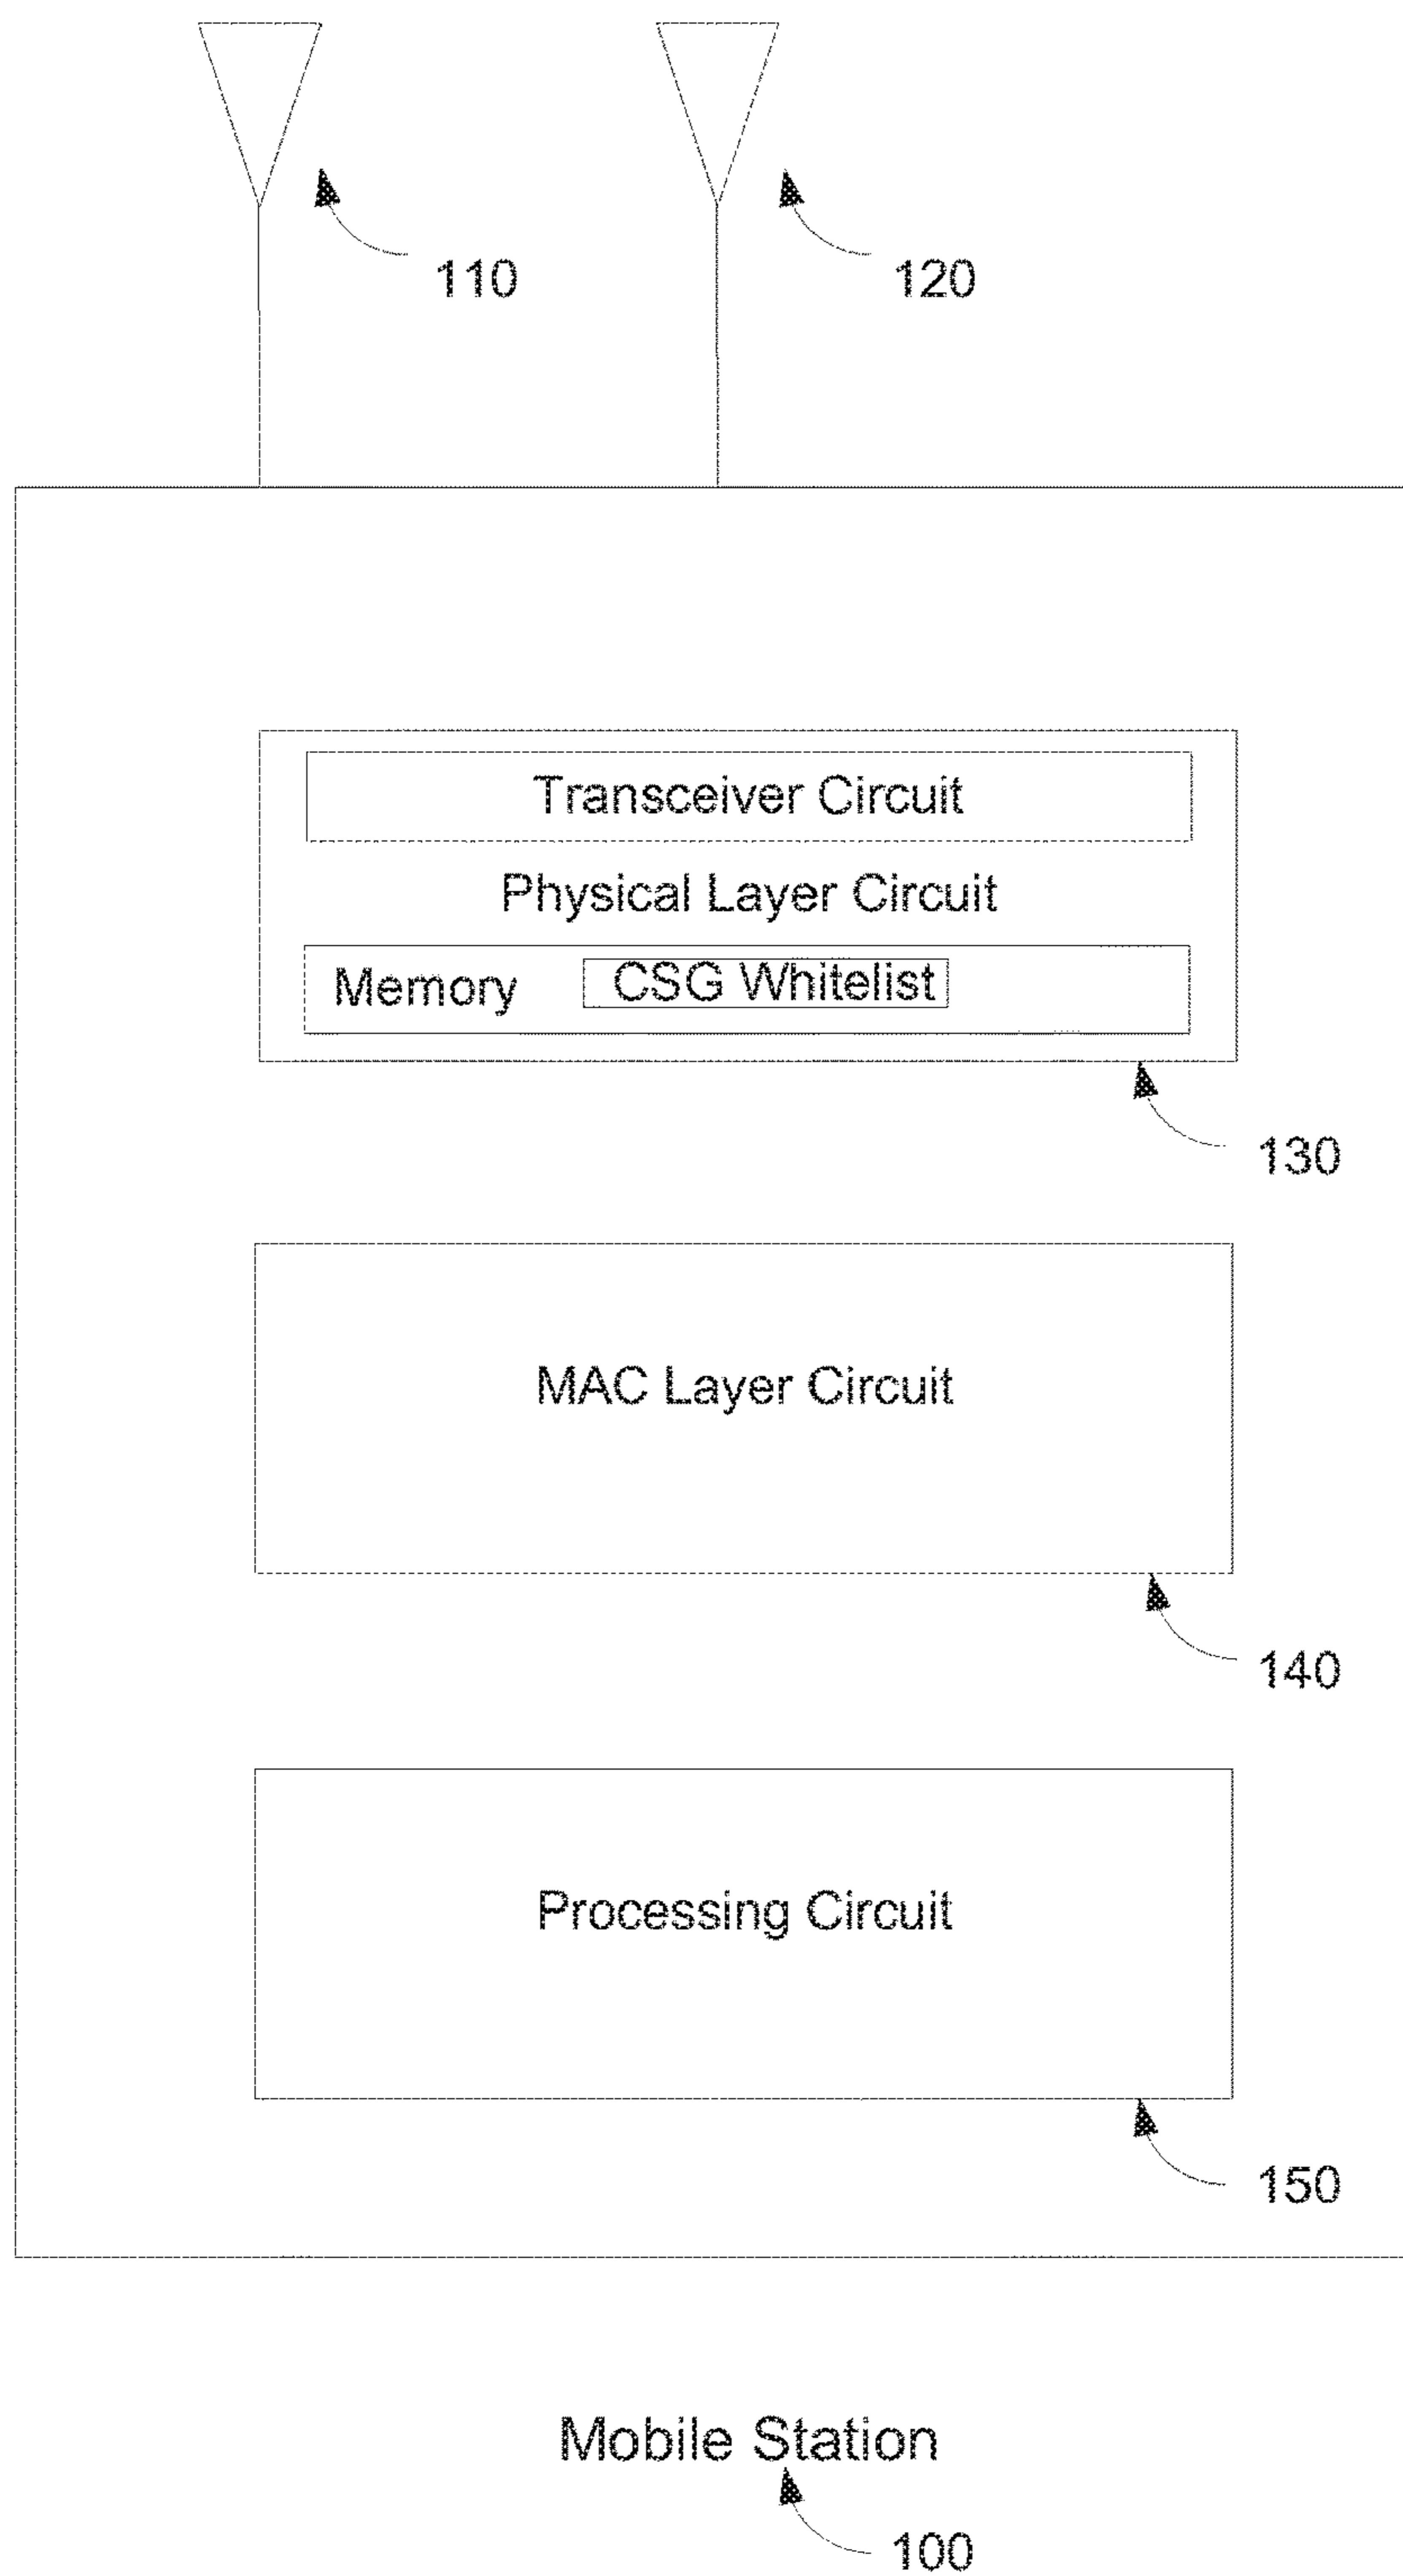 110
120
Transceiver Circuit
Physical Layer Circuit
Memory
CSG Whitelist
130
MAC Layer Circuit
140
Processing Circuit
150
Mobile Station
100